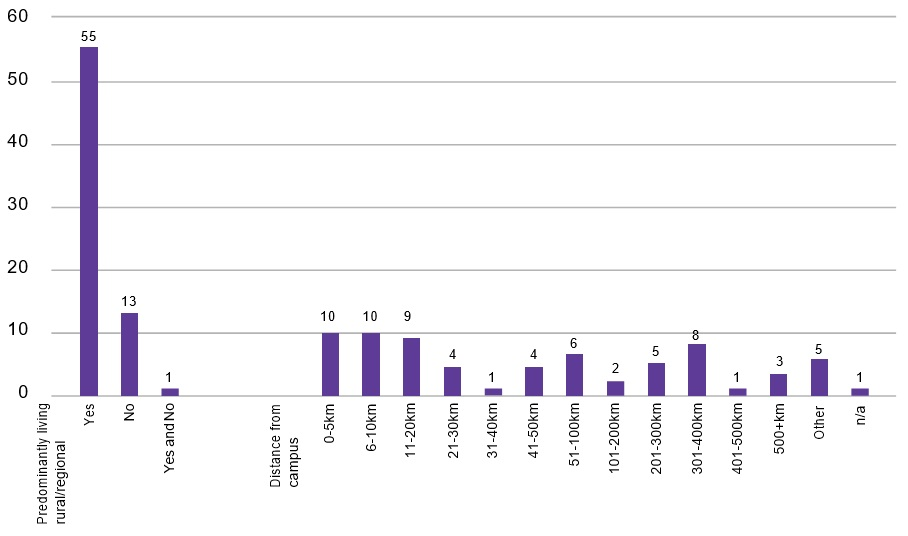 60
50
40
30
20
10
0
55
13
1
10
10
9
4
1
4
6
2
5
8
1
3
5
1
Predominantly living
rural/regional
Yes
No
Yes and No
Distance from
campus
0-5km
6-10km
11-20km
21-30km
31-40km
41-50km
51-100km
101-200km
201-300km
301-400km
401-500km
500+km
Other
n/a